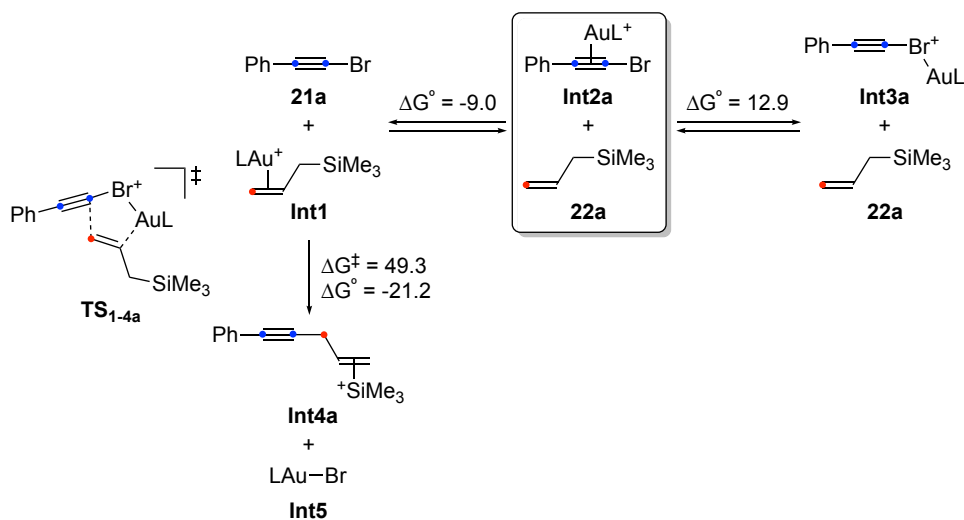 Ph
Br
21a
+
LAu⁺
SiMe₃
Int1
ΔG° = -9.0
AuL⁺
Ph
Br
Int2a
+
SiMe₃
22a
ΔG° = 12.9
Ph
Br⁺
AuL
Int3a
+
SiMe₃
22a
Ph
Br⁺
AuL
SiMe₃
‡
TS₁₋₄ₐ
ΔG‡ = 49.3
ΔG° = -21.2
Ph
⁺SiMe₃
Int4a
+
LAu—Br
Int5